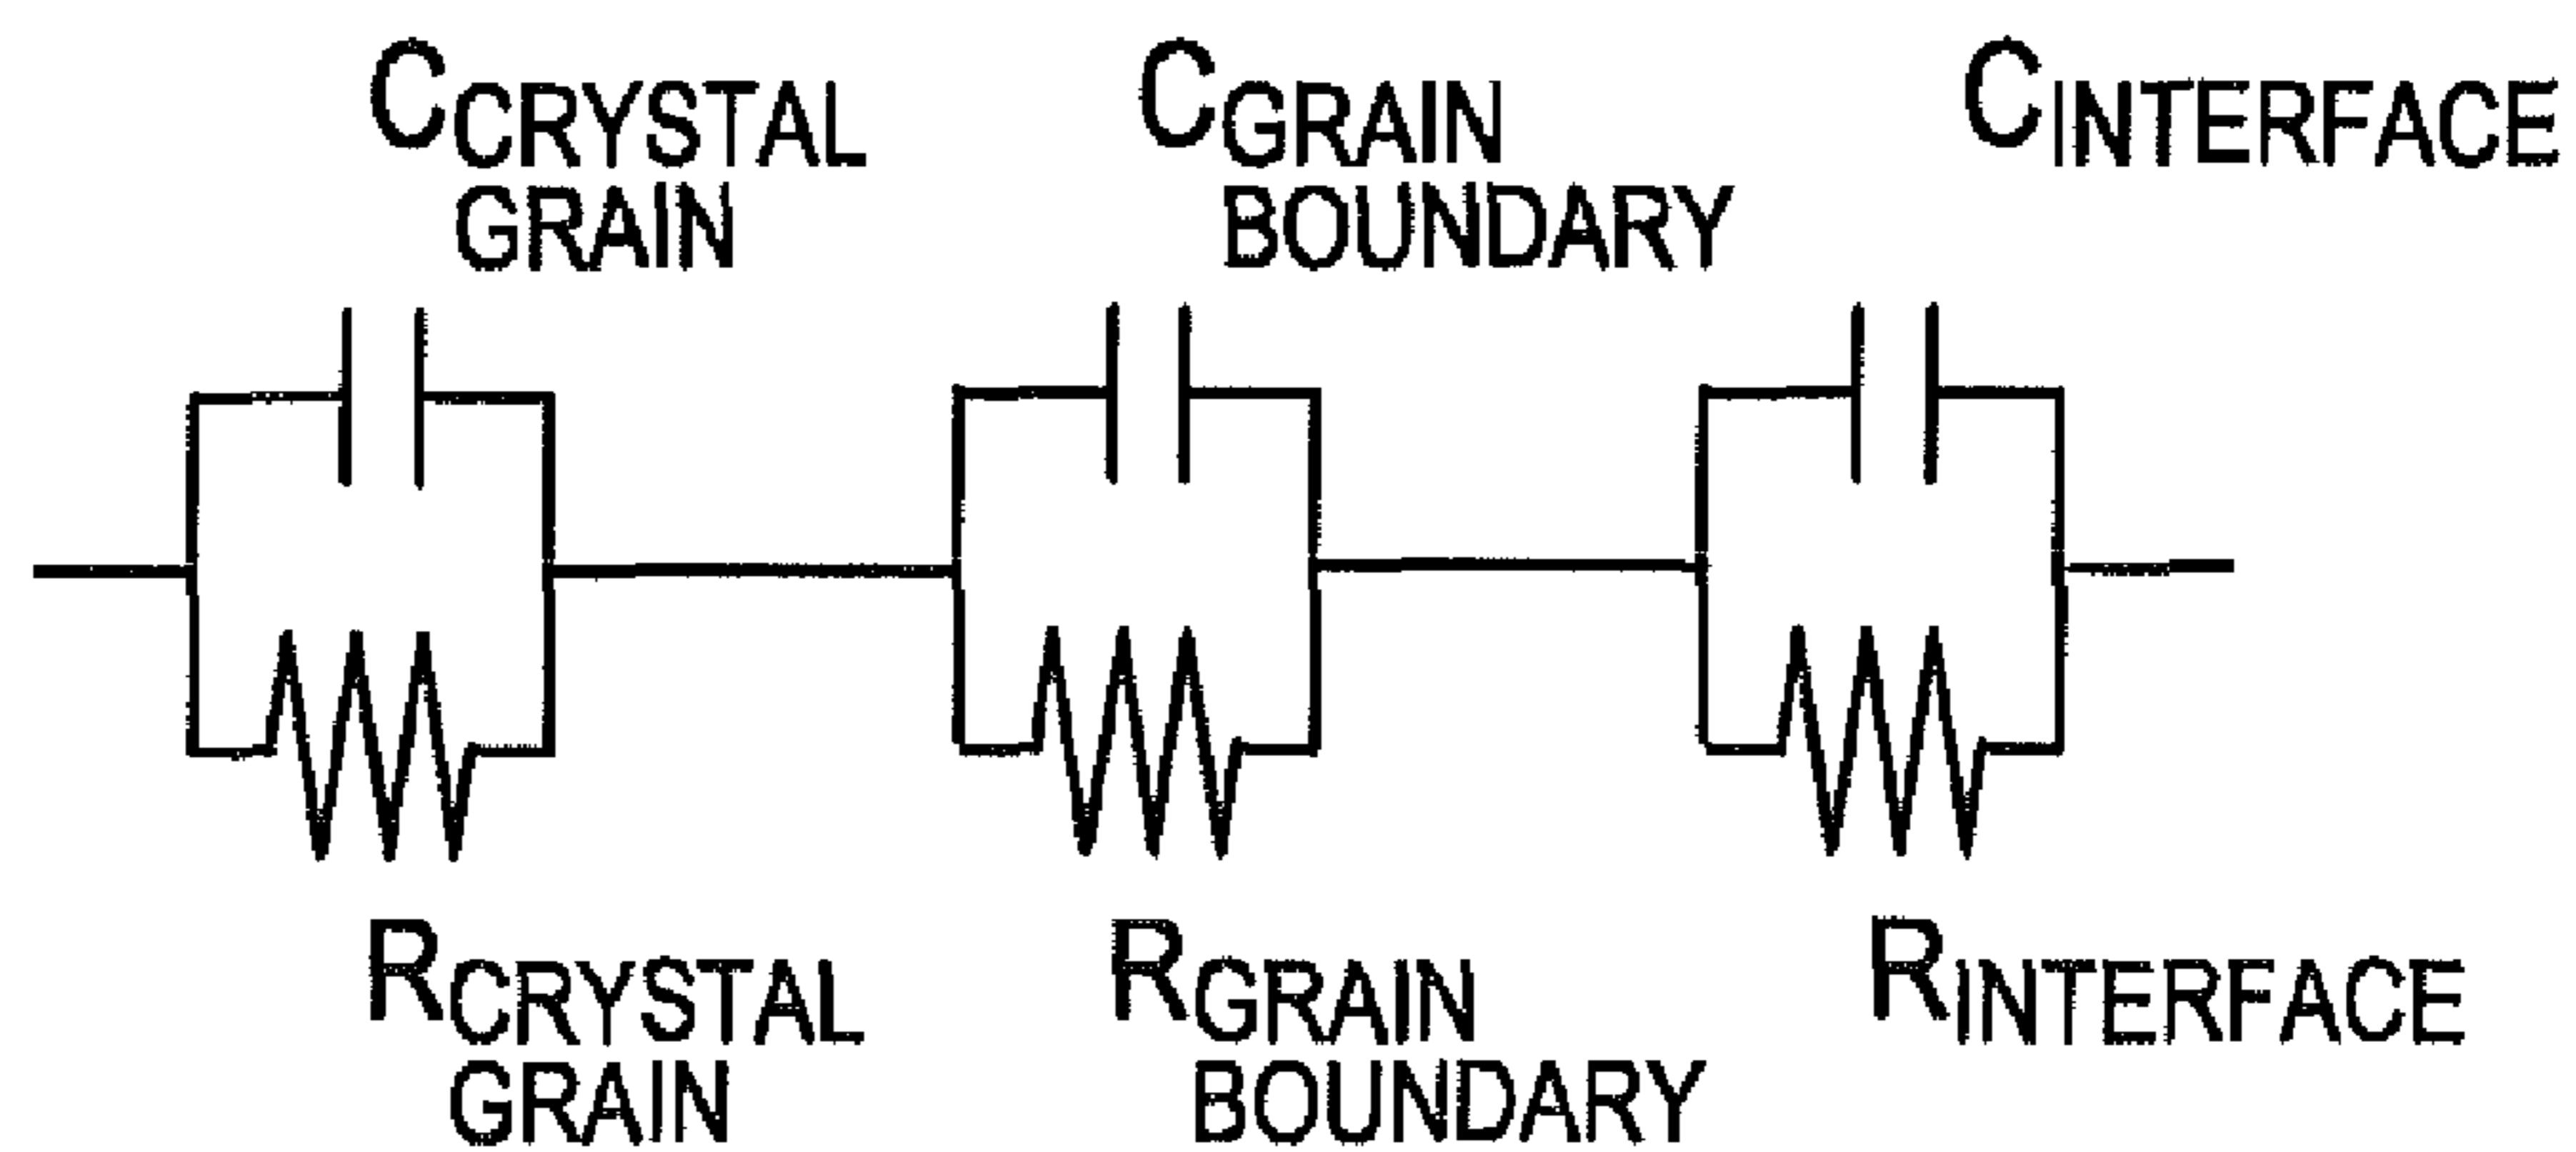 CCRYSTAL GRAIN
CGRAIN BOUNDARY
CINTERFACE
RCRYSTAL GRAIN
RGRAIN BOUNDARY
RINTERFACE